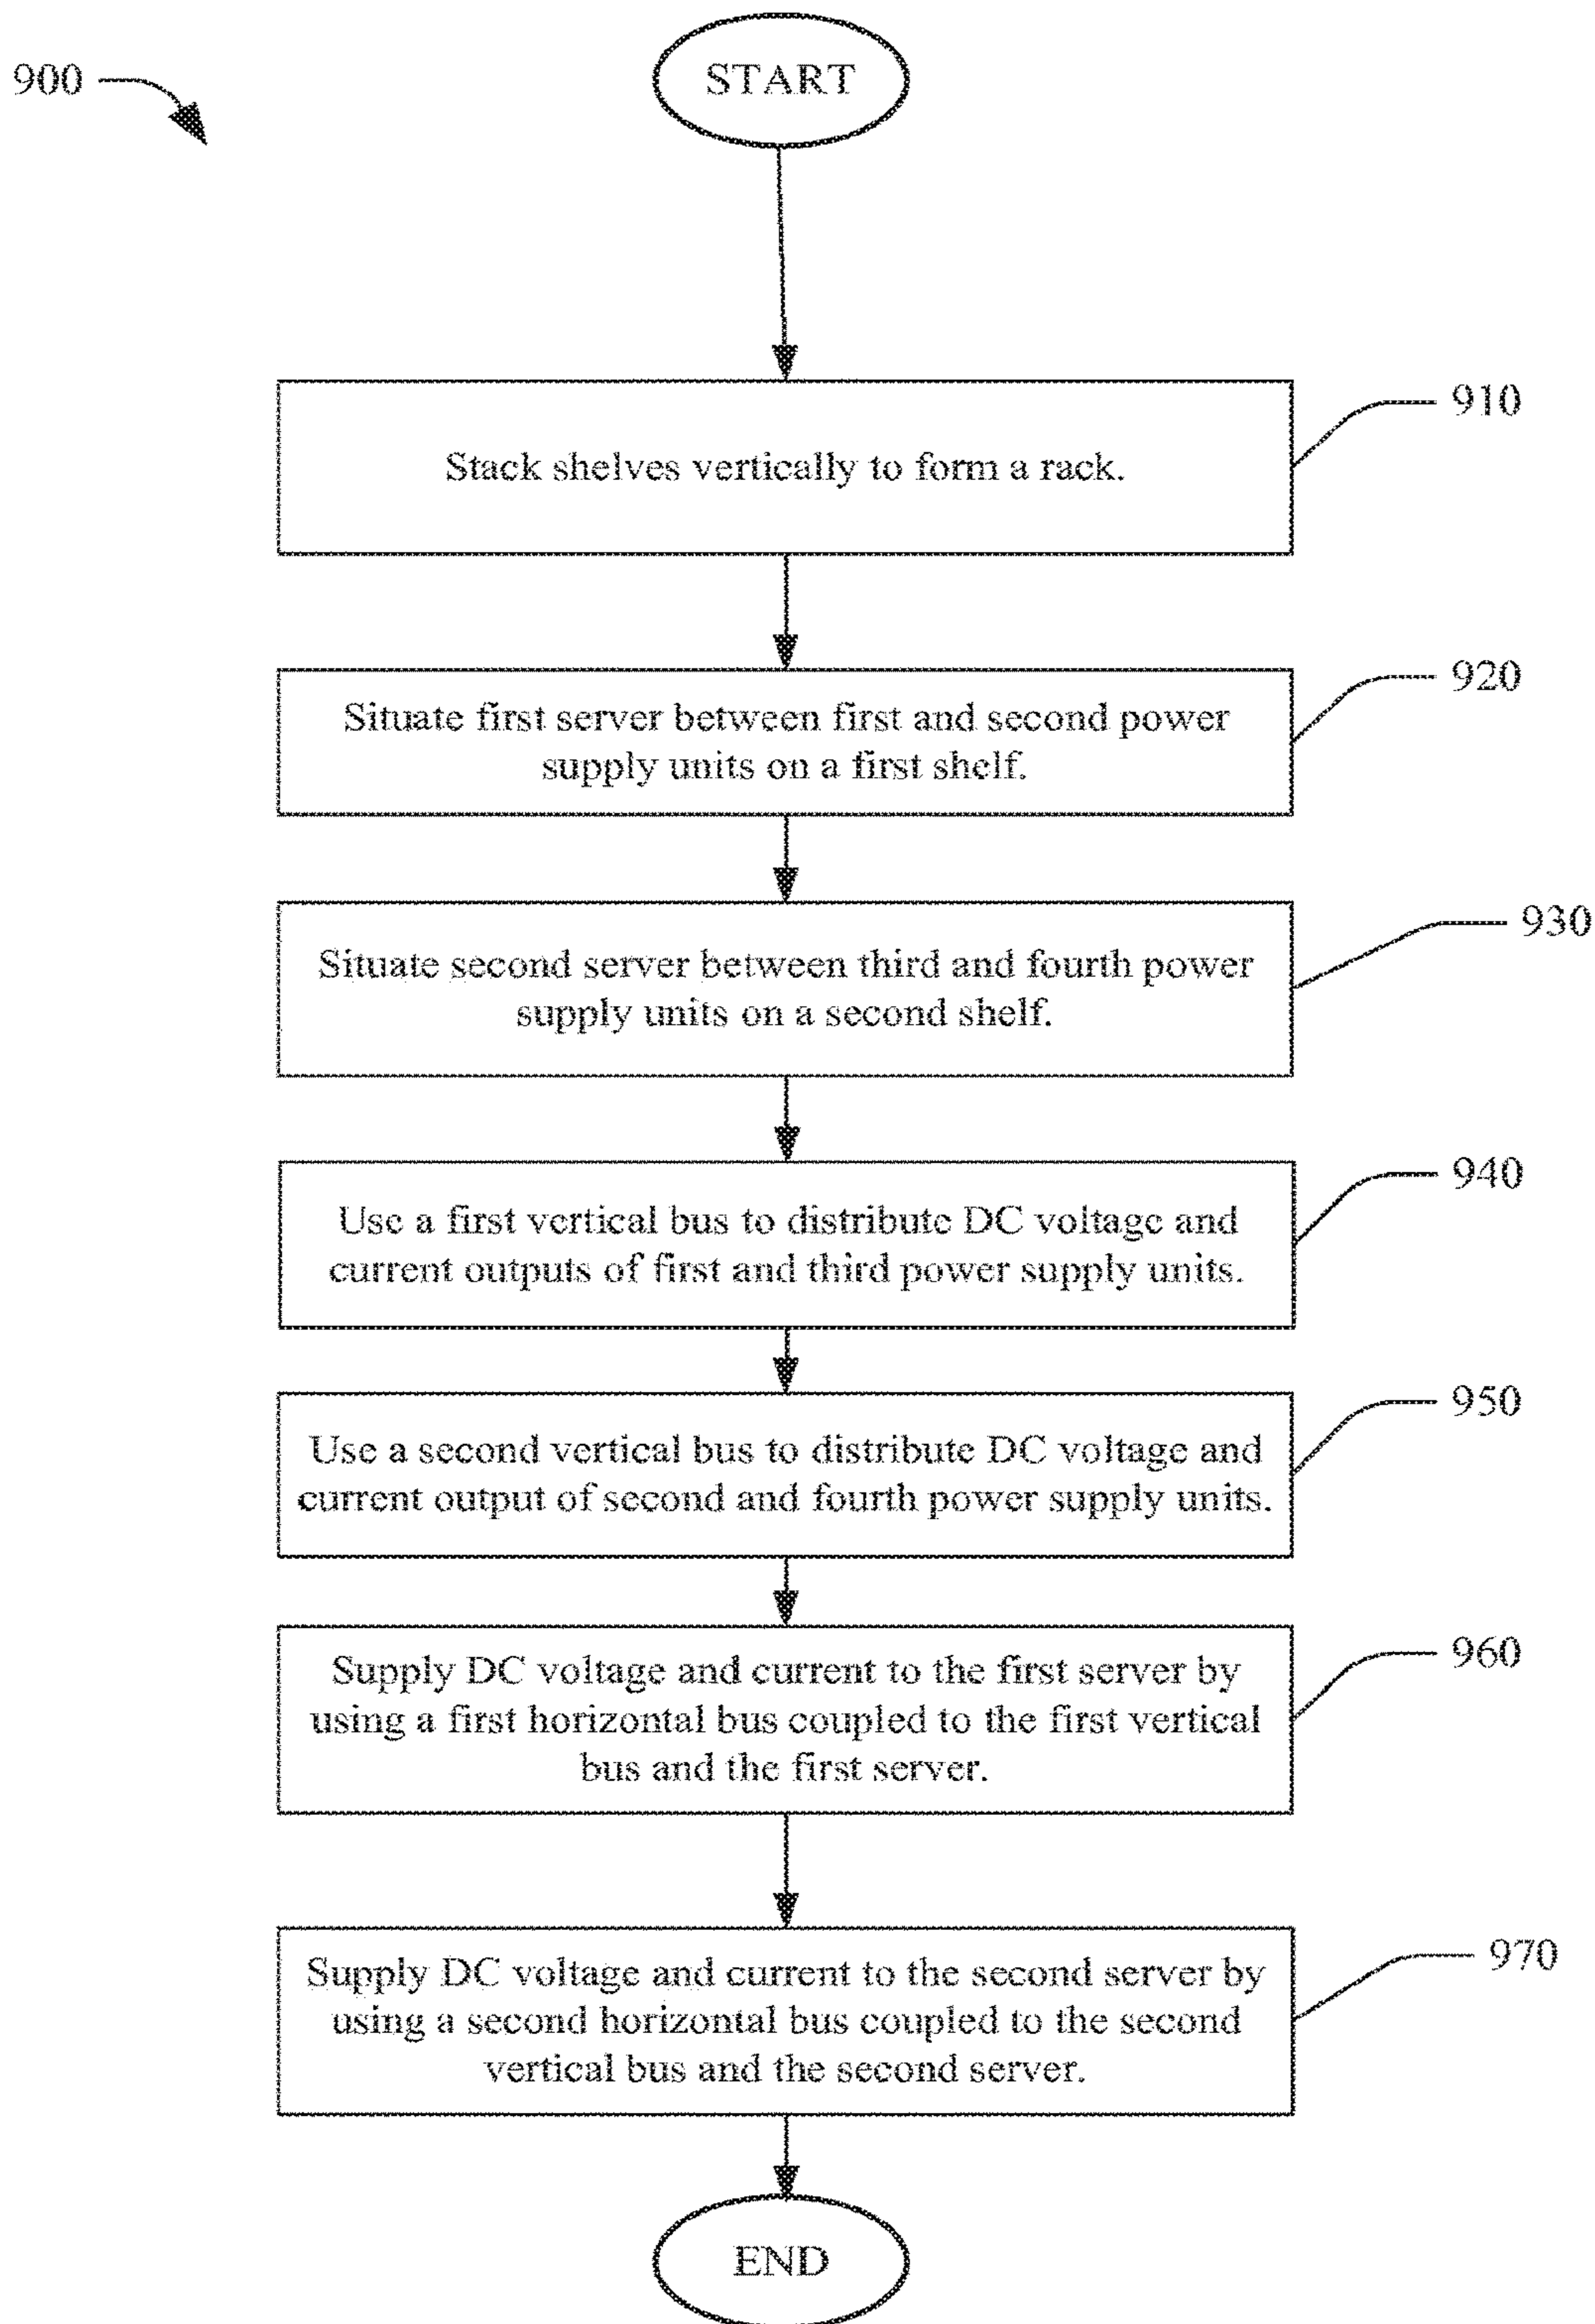 900
START
910
Stack shelves vertically to form a rack.
920
Situate first server between first and second power
supply units on a first shelf.
930
Situate second server between third and fourth power
supply units on a second shelf.
940
Use a first vertical bus to distribute DC voltage and
current outputs of first and third power supply units.
950
Use a second vertical bus to distribute DC voltage and
current output of second and fourth power supply units.
960
Supply DC voltage and current to the first server by
using a first horizontal bus coupled to the first vertical
bus and the first server.
970
Supply DC voltage and current to the second server by
using a second horizontal bus coupled to the second
vertical bus and the second server.
END